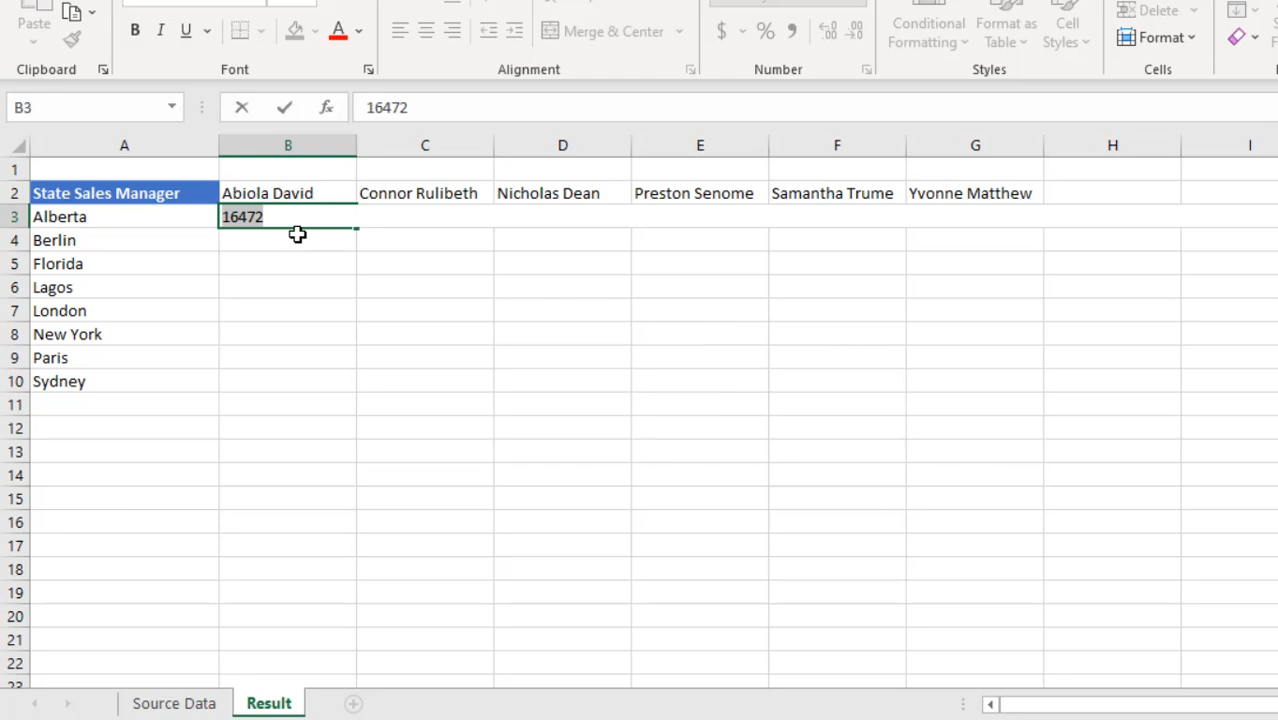 Paste
B I U A
Merge & Center
$ % 9
Conditional Formatting
Format as Table
Cell Styles
Delete
Format
Clipboard Font Alignment Number Styles Cells
B3 fx 16472
A B C D E F G H I
1
2 State Sales Manager Abiola David Connor Rulibeth Nicholas Dean Preston Senome Samantha Trume Yvonne Matthew
3 Alberta 16472
4 Berlin
5 Florida
6 Lagos
7 London
8 New York
9 Paris
10 Sydney
11
12
13
14
15
16
17
18
19
20
21
22
23
Source Data Result